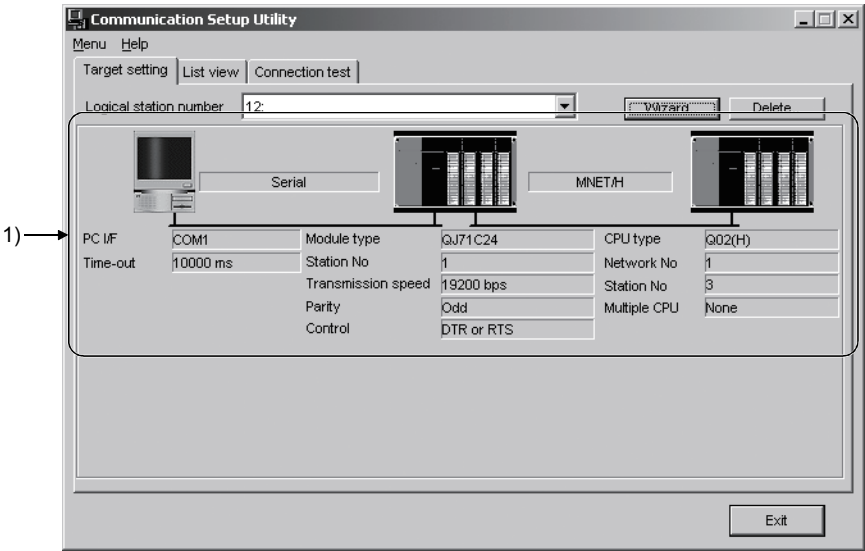 Communication Setup Utility
Menu Help
Target setting List view Connection test
Logical station number 12: Wizard Delete
Serial MNET/H
1)
PC I/F COM1 Module type QJ71C24 CPU type Q02(H)
Time-out 10000 ms Station No 1 Network No 1
Transmission speed 19200 bps Station No 3
Parity Odd Multiple CPU None
Control DTR or RTS
Exit